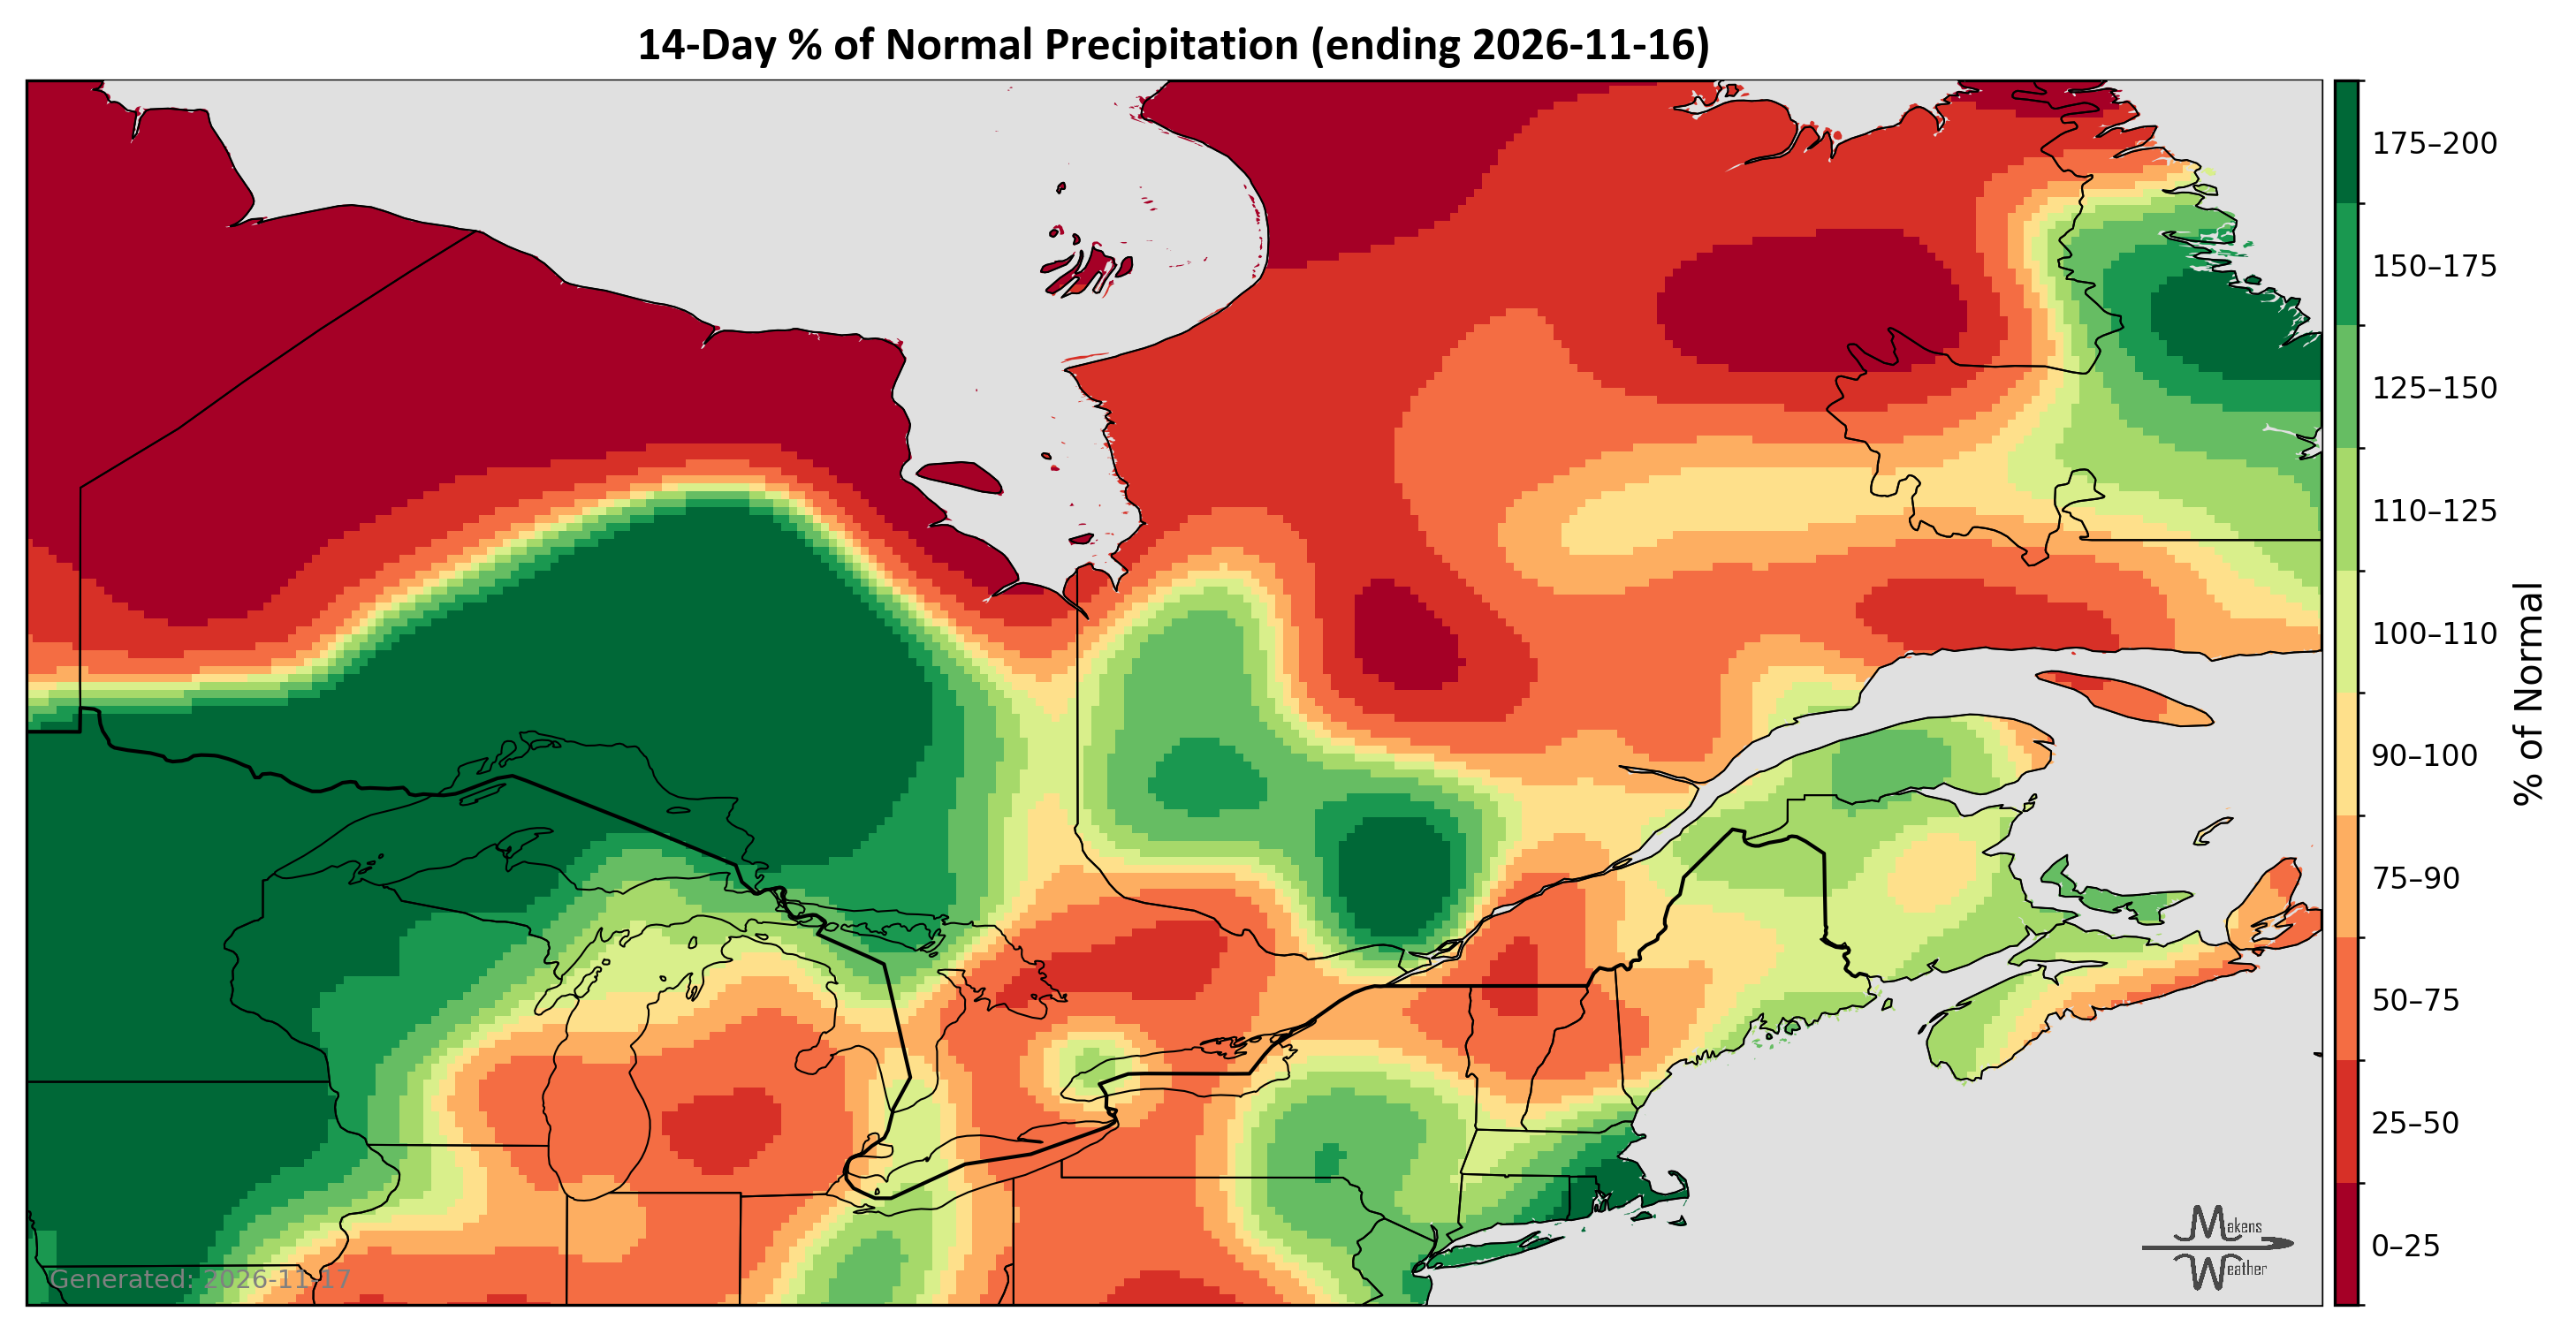 14-Day % of Normal Precipitation (ending 2026-11-16)
175–200
150–175
125–150
110–125
100–110
90–100
75–90
50–75
25–50
0–25
% of Normal
Makens
Weather
Generated: 2026-11-17